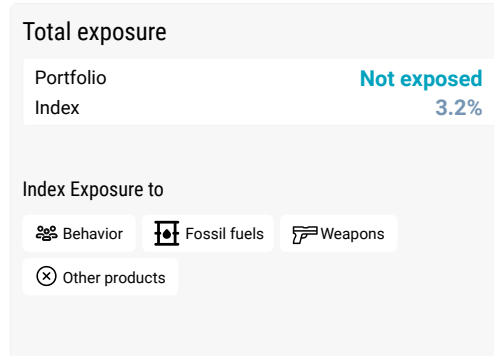 Total exposure
Portfolio Not exposed
Index 3.2%
Index Exposure to
Behavior Fossil fuels Weapons
Other products